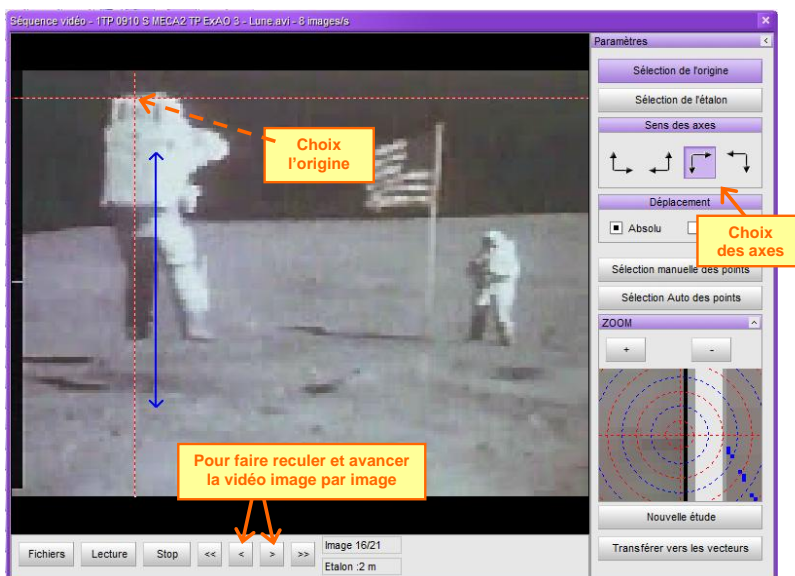 Séquence vidéo - 1TP 0910 S MECA2 TP ExAO 3 - Lune.avi - 8 images/s
Paramètres
Sélection de l'origine
Sélection de l'étalon
Sens des axes
Choix
l'origine
Déplacement
Absolu
Choix
des axes
Sélection manuelle des points
Sélection Auto des points
ZOOM
+ -
Pour faire reculer et avancer
la vidéo image par image
Nouvelle étude
Transférer vers les vecteurs
Fichiers Lecture Stop << < > >>
Image 16/21
Etalon :2 m